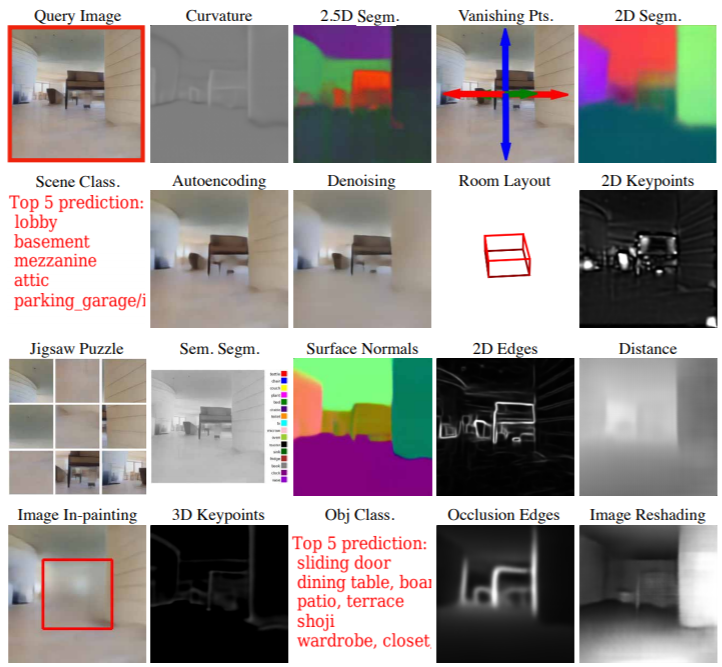 Query Image
Curvature
2.5D Segm.
Vanishing Pts.
2D Segm.
Scene Class.
Autoencoding
Denoising
Room Layout
2D Keypoints
Top 5 prediction:
lobby
basement
mezzanine
attic
parking_garage/i
Jigsaw Puzzle
Sem. Segm.
Surface Normals
2D Edges
Distance
Image In-painting
3D Keypoints
Obj Class.
Occlusion Edges
Image Reshading
Top 5 prediction:
sliding door
dining table, boar
patio, terrace
shoji
wardrobe, closet,